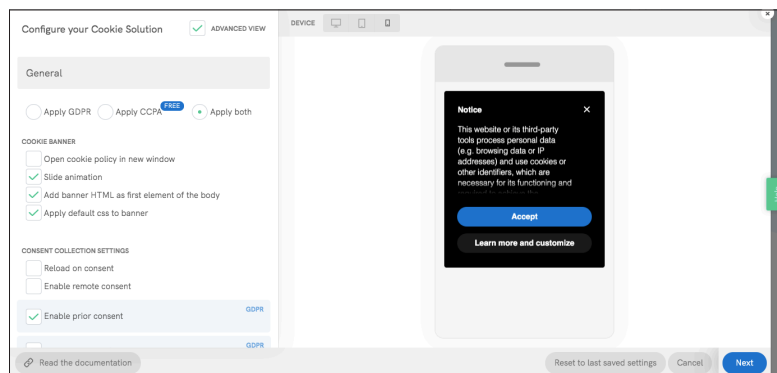 Configure your Cookie Solution
ADVANCED VIEW
DEVICE
General
Apply GDPR
Apply CCPA
FREE
Apply both
COOKIE BANNER
Open cookie policy in new window
Slide animation
Add banner HTML as first element of the body
Apply default css to banner
CONSENT COLLECTION SETTINGS
Reload on consent
Enable remote consent
Enable prior consent
GDPR
GDPR
Notice
This website or its third-party
tools process personal data
(e.g. browsing data or IP
addresses) and use cookies or
other identifiers, which are
necessary for its functioning and
Accept
Learn more and customize
Read the documentation
Reset to last saved settings
Cancel
Next